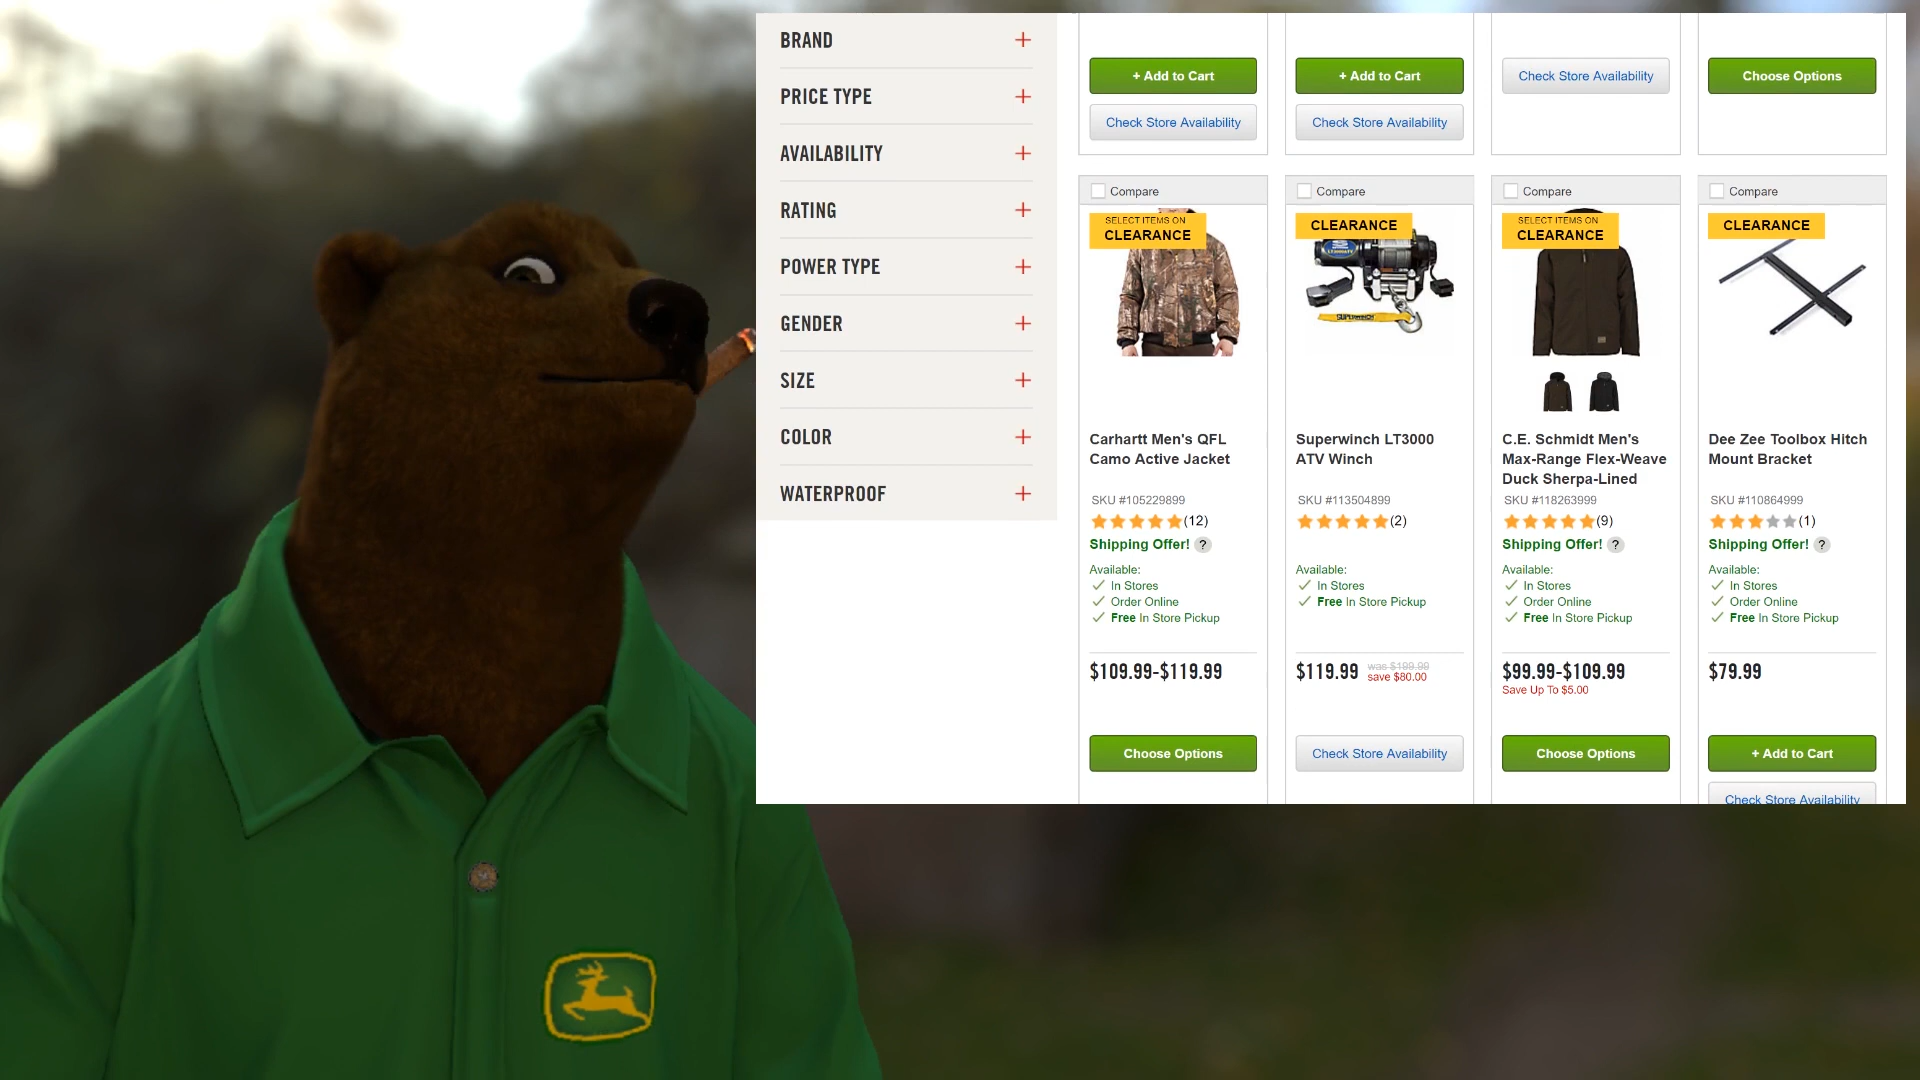 BRAND
PRICE TYPE
AVAILABILITY
RATING
POWER TYPE
GENDER
SIZE
COLOR
WATERPROOF
+ Add to Cart
Check Store Availability
+ Add to Cart
Check Store Availability
Check Store Availability
Choose Options
Compare
SELECT ITEMS ON
CLEARANCE
Carhartt Men's QFL
Camo Active Jacket
SKU #105229899
(12)
Shipping Offer! ?
Available:
In Stores
Order Online
Free In Store Pickup
$109.99-$119.99
Choose Options
Compare
CLEARANCE
SUPERWINCH
Superwinch LT3000
ATV Winch
SKU #113504899
(2)
Available:
In Stores
Free In Store Pickup
$119.99
was $199.99
save $80.00
Check Store Availability
Compare
SELECT ITEMS ON
CLEARANCE
C.E. Schmidt Men's
Max-Range Flex-Weave
Duck Sherpa-Lined
SKU #118263999
(9)
Shipping Offer! ?
Available:
In Stores
Order Online
Free In Store Pickup
$99.99-$109.99
Save Up To $5.00
Choose Options
Compare
CLEARANCE
Dee Zee Toolbox Hitch
Mount Bracket
SKU #110864999
(1)
Shipping Offer! ?
Available:
In Stores
Order Online
Free In Store Pickup
$79.99
+ Add to Cart
Check Store Availability